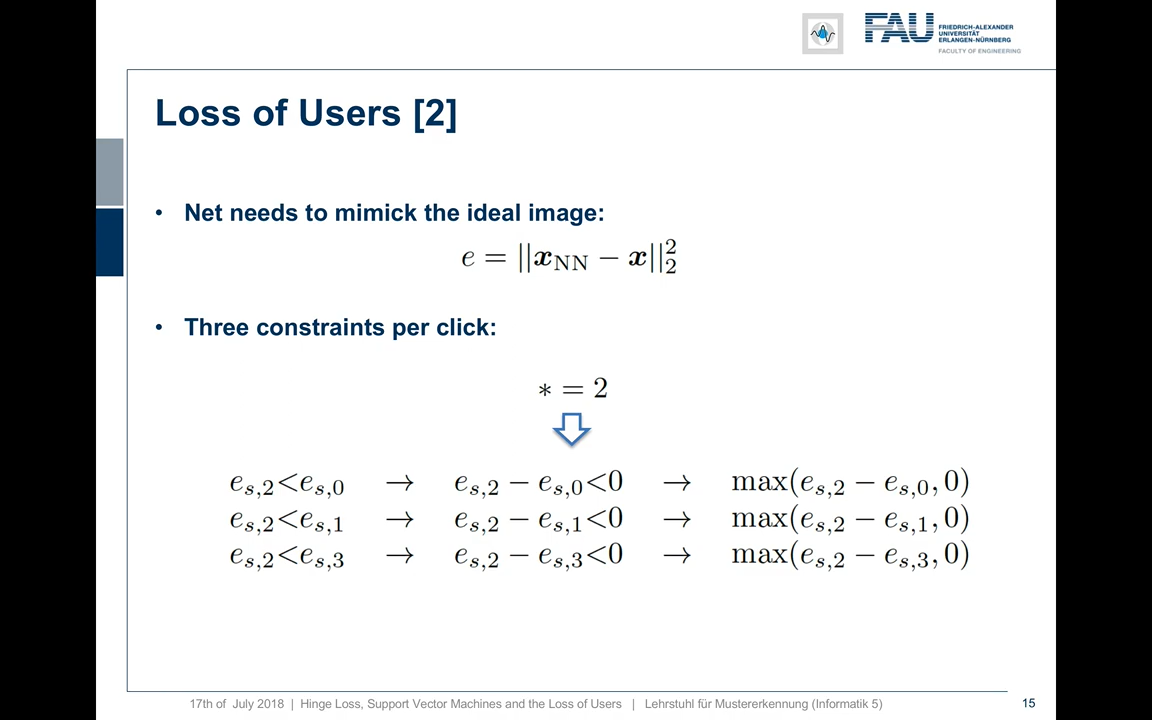 FAU
FRIEDRICH-ALEXANDER
UNIVERSITÄT
ERLANGEN-NÜRNBERG
FACULTY OF ENGINEERING
Loss of Users [2]
• Net needs to mimick the ideal image:
e = ||x_NN − x||_2^2
• Three constraints per click:
∗ = 2
e_{s,2}<e_{s,0} → e_{s,2} − e_{s,0}<0 → max(e_{s,2} − e_{s,0}, 0)
e_{s,2}<e_{s,1} → e_{s,2} − e_{s,1}<0 → max(e_{s,2} − e_{s,1}, 0)
e_{s,2}<e_{s,3} → e_{s,2} − e_{s,3}<0 → max(e_{s,2} − e_{s,3}, 0)
17th of July 2018 | Hinge Loss, Support Vector Machines and the Loss of Users | Lehrstuhl für Mustererkennung (Informatik 5) 15